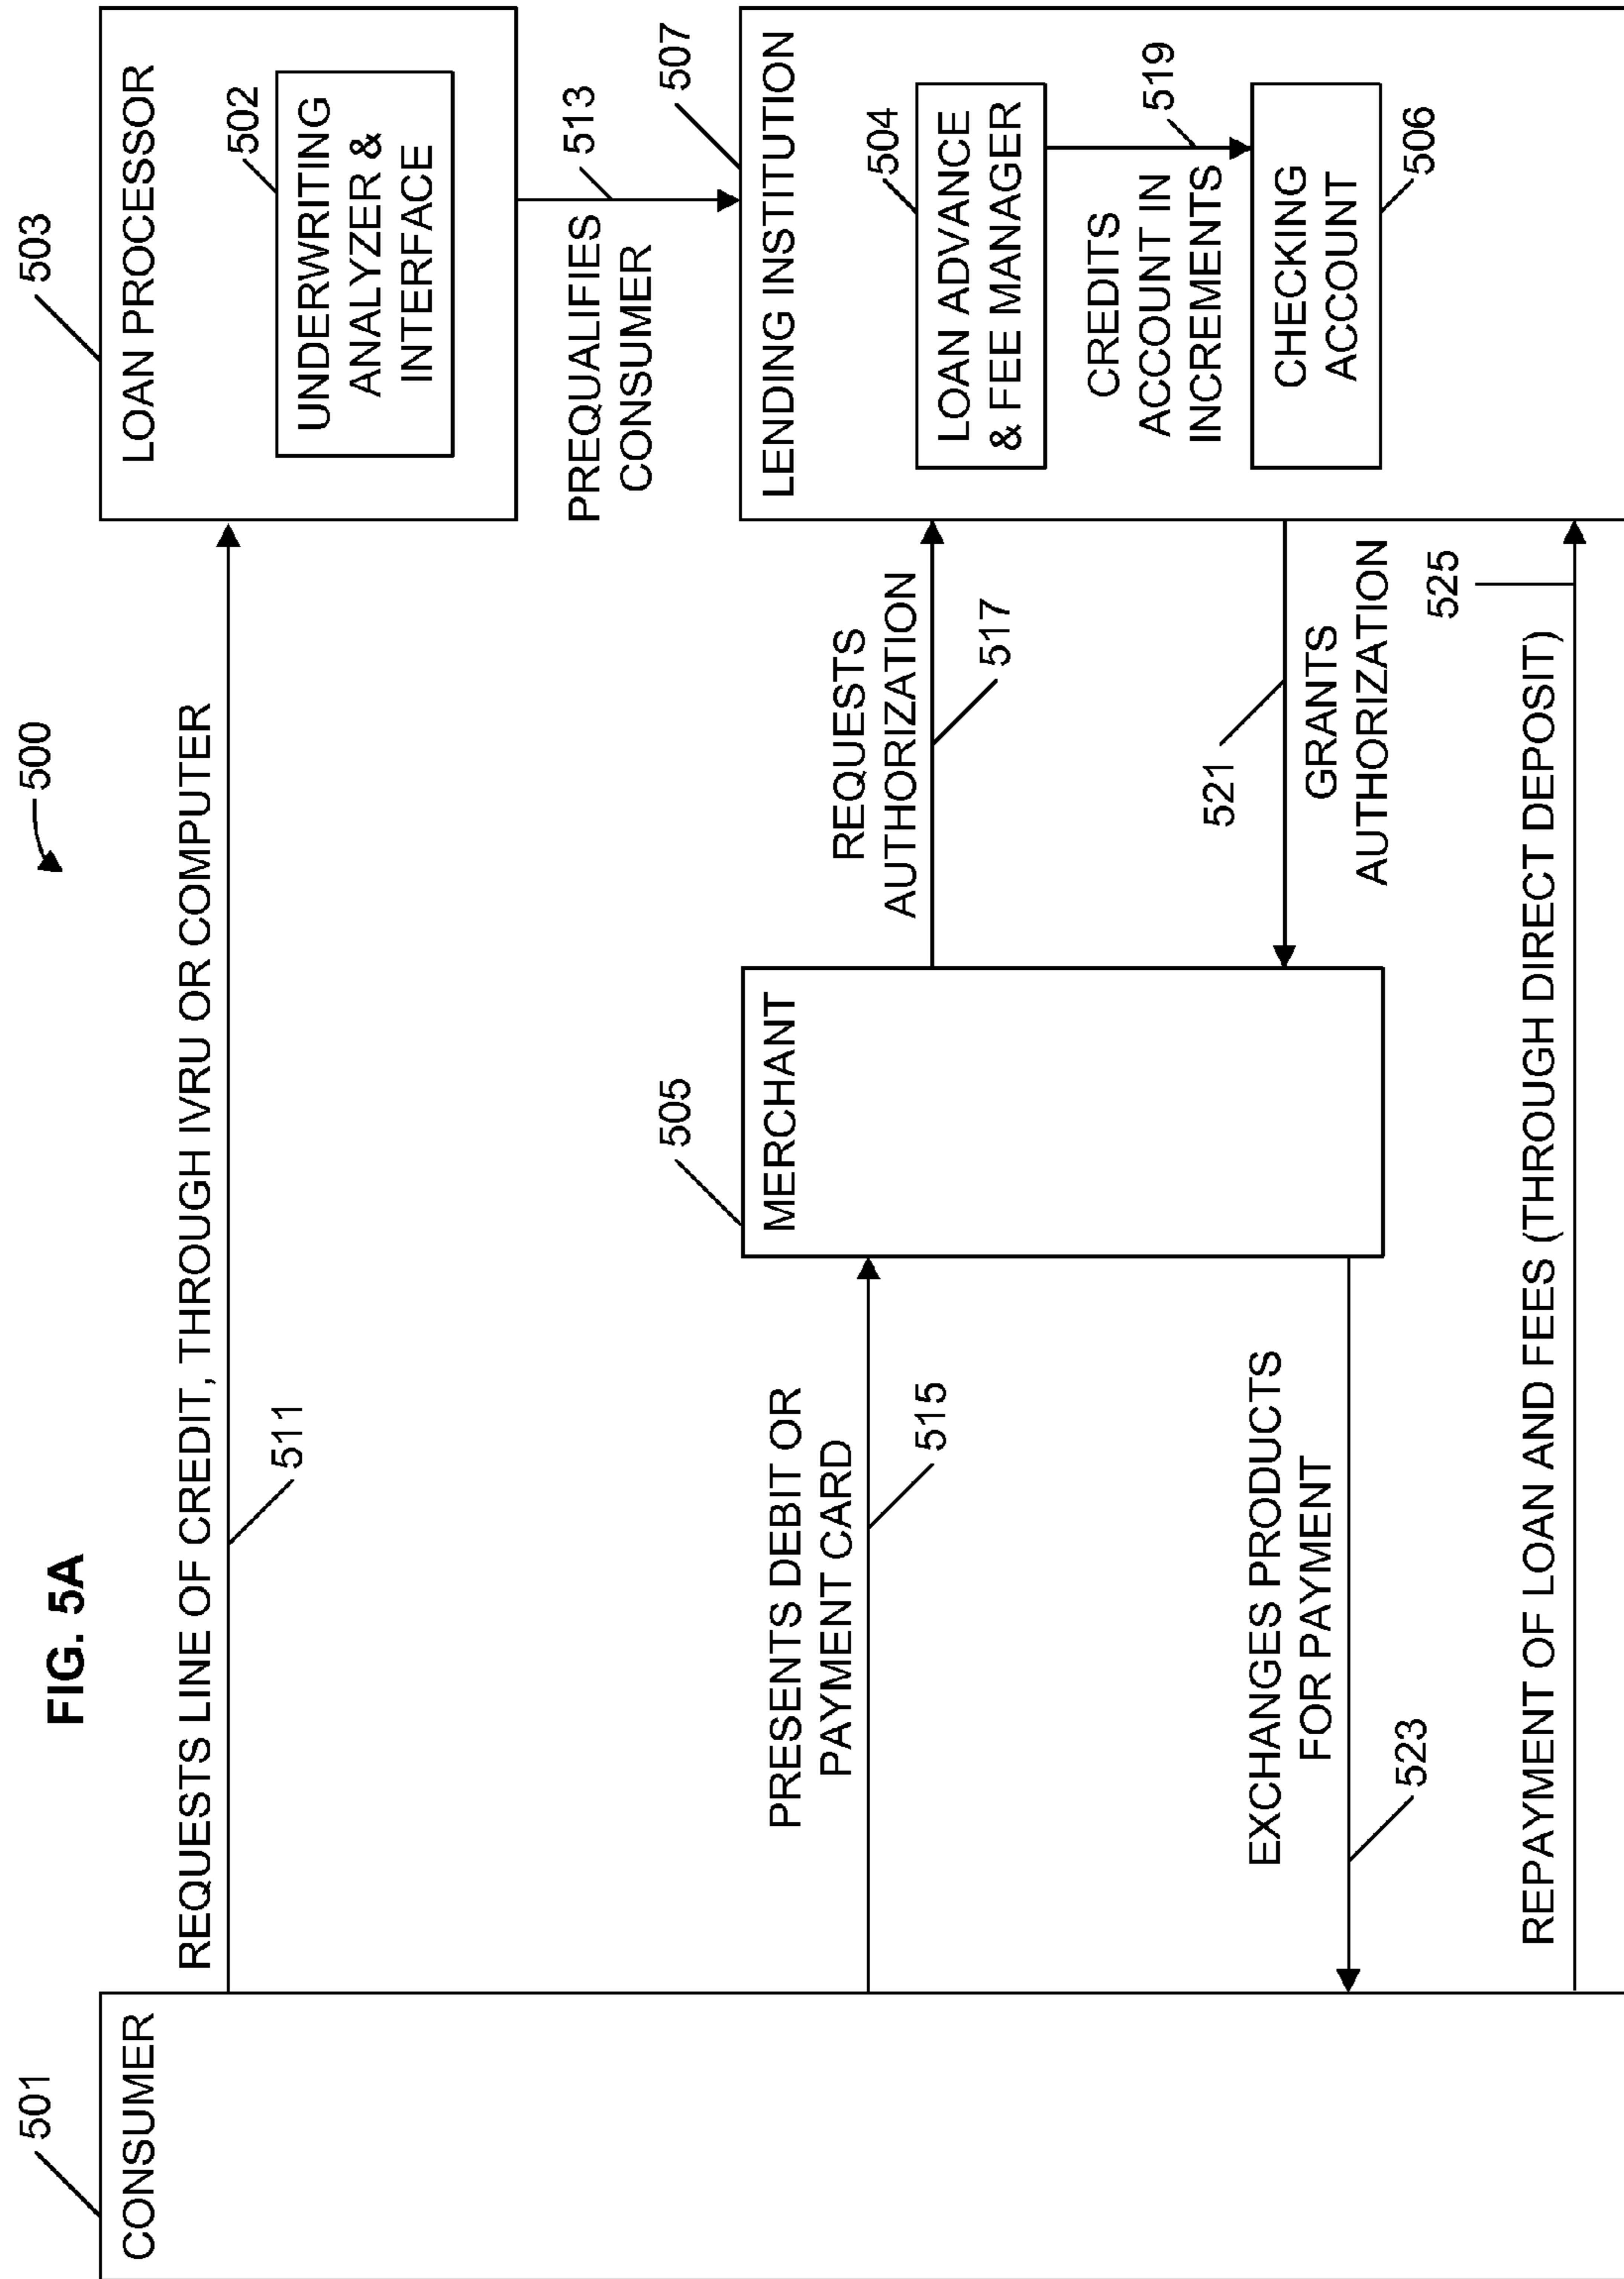 FIG. 5A
500
501
CONSUMER
503
LOAN PROCESSOR
502
UNDERWRITING
ANALYZER &
INTERFACE
REQUESTS LINE OF CREDIT, THROUGH IVRU OR COMPUTER
511
PREQUALIFIES
CONSUMER
513
507
LENDING INSTITUTION
504
LOAN ADVANCE
& FEE MANAGER
CREDITS
ACCOUNT IN
INCREMENTS
519
CHECKING
ACCOUNT
506
505
MERCHANT
PRESENTS DEBIT OR
PAYMENT CARD
515
REQUESTS
AUTHORIZATION
517
521
GRANTS
AUTHORIZATION
EXCHANGES PRODUCTS
FOR PAYMENT
523
REPAYMENT OF LOAN AND FEES (THROUGH DIRECT DEPOSIT)
525